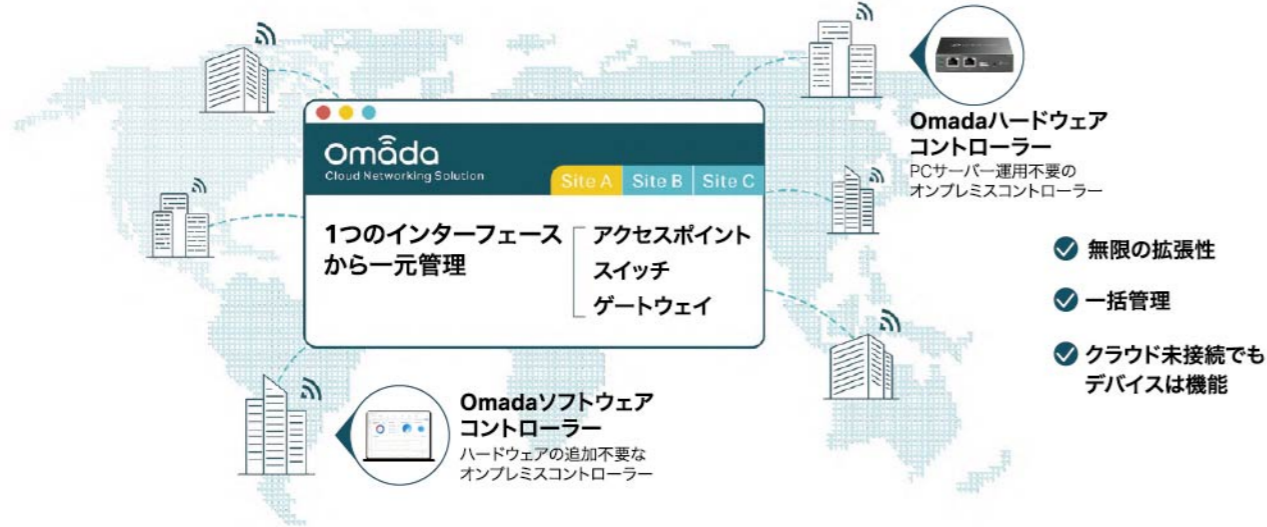 Omada
Cloud Networking Solution
Site A Site B Site C
1つのインターフェース
から一元管理
アクセスポイント
スイッチ
ゲートウェイ
Omadaハードウェア
コントローラー
PCサーバー運用不要の
オンプレミスコントローラー
無限の拡張性
一括管理
クラウド未接続でも
デバイスは機能
Omadaソフトウェア
コントローラー
ハードウェアの追加不要な
オンプレミスコントローラー